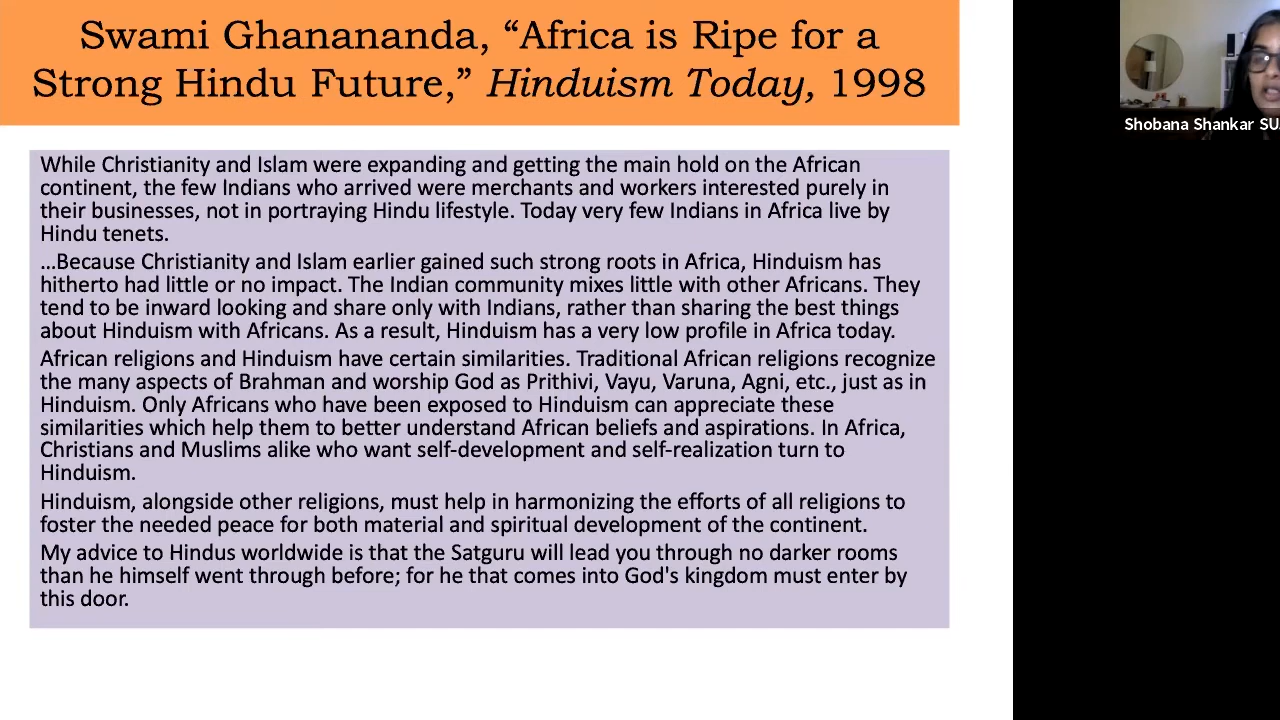 Swami Ghanananda, “Africa is Ripe for a
Strong Hindu Future,” Hinduism Today, 1998
Shobana Shankar SU
While Christianity and Islam were expanding and getting the main hold on the African
continent, the few Indians who arrived were merchants and workers interested purely in
their businesses, not in portraying Hindu lifestyle. Today very few Indians in Africa live by
Hindu tenets.
...Because Christianity and Islam earlier gained such strong roots in Africa, Hinduism has
hitherto had little or no impact. The Indian community mixes little with other Africans. They
tend to be inward looking and share only with Indians, rather than sharing the best things
about Hinduism with Africans. As a result, Hinduism has a very low profile in Africa today.
African religions and Hinduism have certain similarities. Traditional African religions recognize
the many aspects of Brahman and worship God as Prithivi, Vayu, Varuna, Agni, etc., just as in
Hinduism. Only Africans who have been exposed to Hinduism can appreciate these
similarities which help them to better understand African beliefs and aspirations. In Africa,
Christians and Muslims alike who want self-development and self-realization turn to
Hinduism.
Hinduism, alongside other religions, must help in harmonizing the efforts of all religions to
foster the needed peace for both material and spiritual development of the continent.
My advice to Hindus worldwide is that the Satguru will lead you through no darker rooms
than he himself went through before; for he that comes into God's kingdom must enter by
this door.